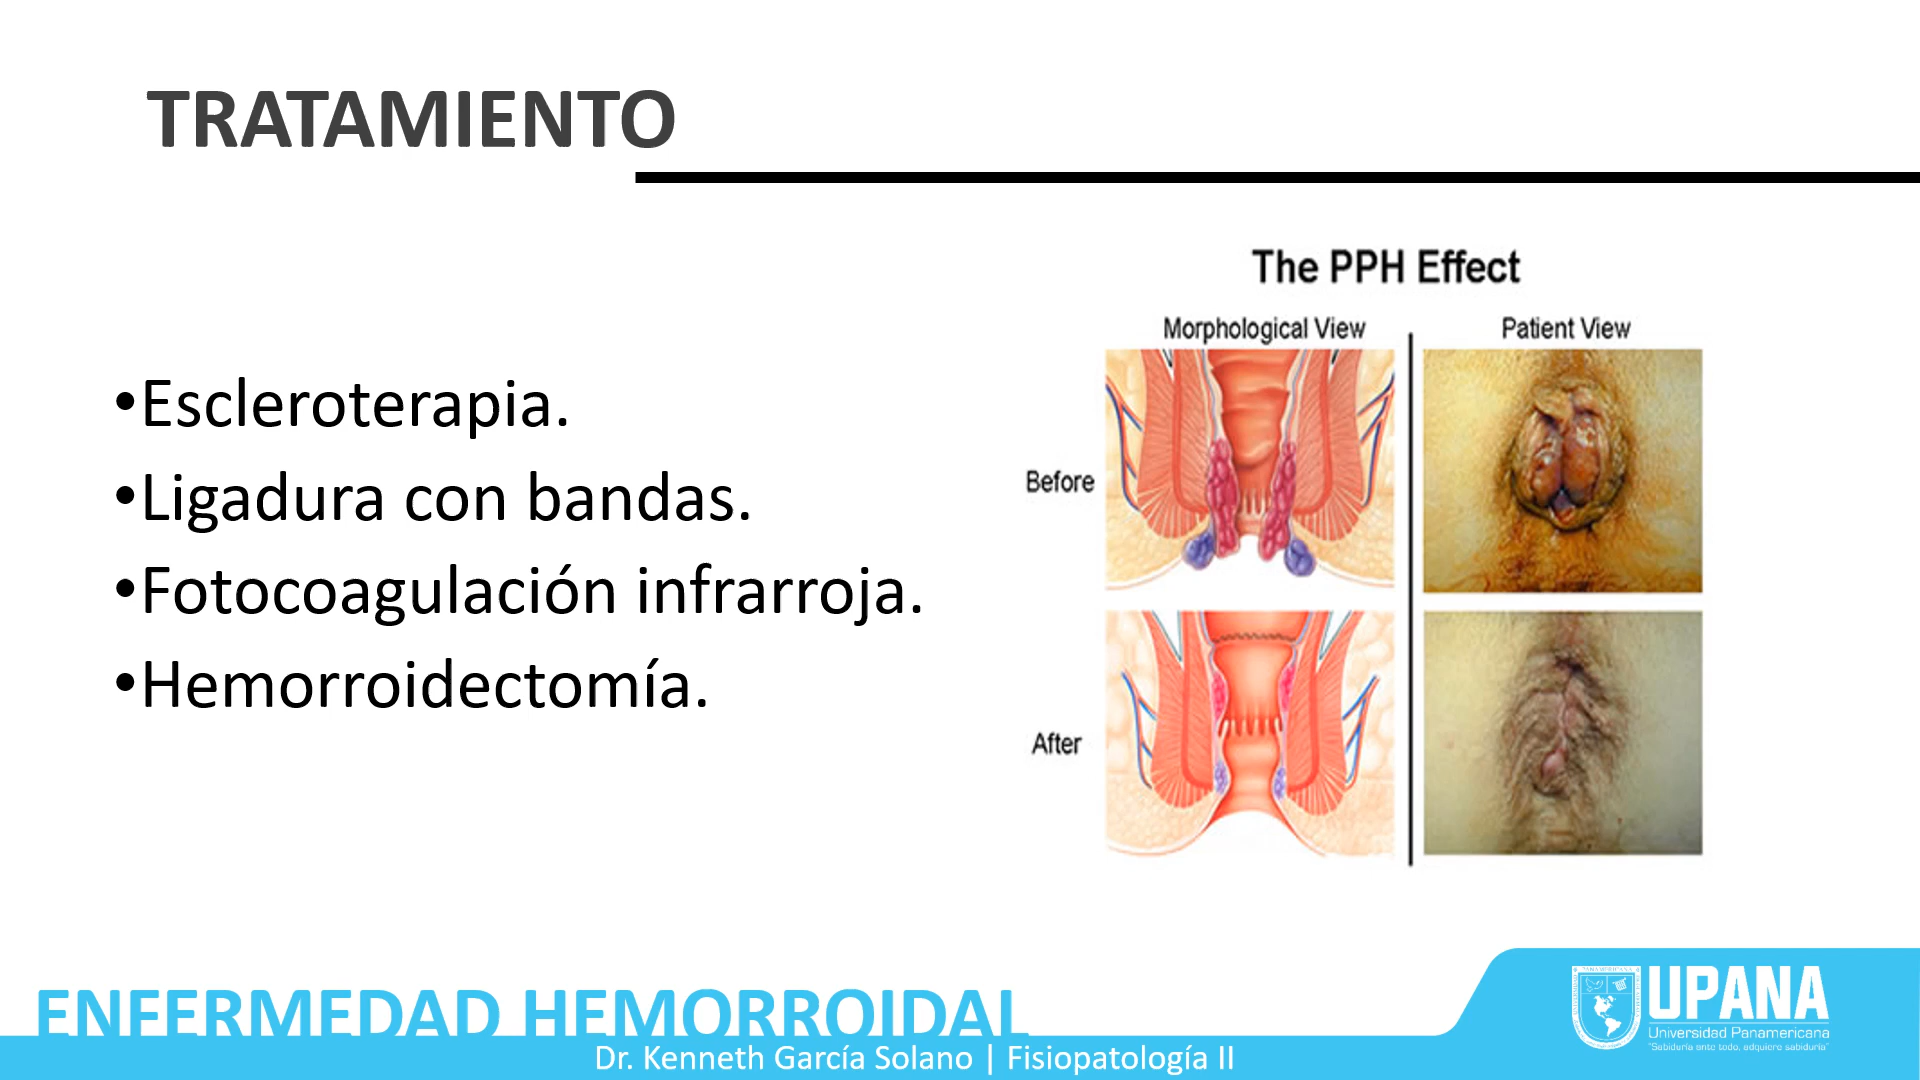 TRATAMIENTO
•Escleroterapia.
•Ligadura con bandas.
•Fotocoagulación infrarroja.
•Hemorroidectomía.
The PPH Effect
Morphological View
Patient View
Before
After
ENFERMEDAD HEMORROIDAL
Dr. Kenneth García Solano | Fisiopatología II
UPANA
Universidad Panamericana
"Sabiduría ante todo, adquiere sabiduría"